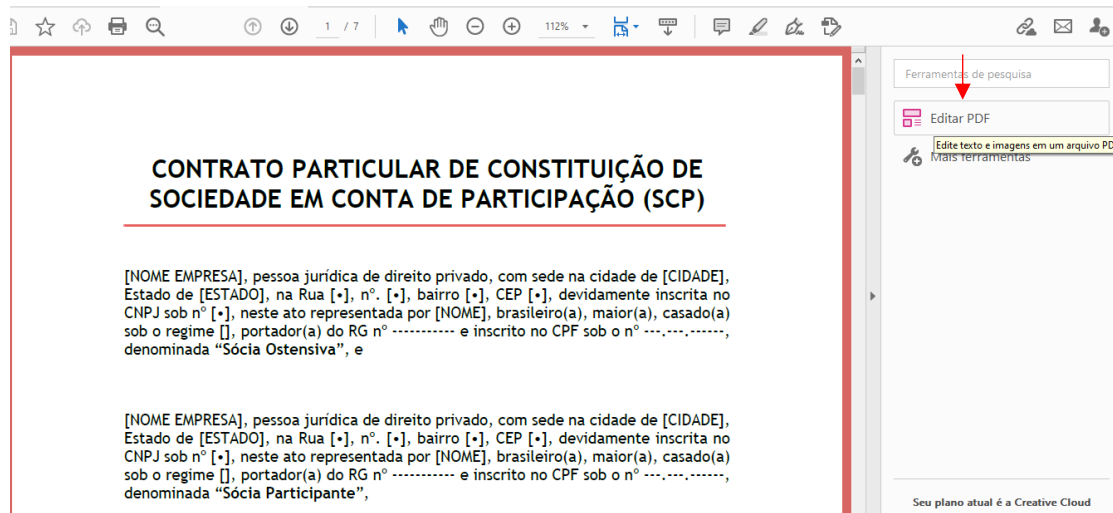 1 / 7
112%
Ferramentas de pesquisa
Editar PDF
Edite texto e imagens em um arquivo PD
Mais ferramentas
CONTRATO PARTICULAR DE CONSTITUIÇÃO DE
SOCIEDADE EM CONTA DE PARTICIPAÇÃO (SCP)
[NOME EMPRESA], pessoa jurídica de direito privado, com sede na cidade de [CIDADE],
Estado de [ESTADO], na Rua [•], nº. [•], bairro [•], CEP [•], devidamente inscrita no
CNPJ sob nº [•], neste ato representada por [NOME], brasileiro(a), maior(a), casado(a)
sob o regime [], portador(a) do RG nº ----------- e inscrito no CPF sob o nº ---.---.------,
denominada “Sócia Ostensiva”, e
[NOME EMPRESA], pessoa jurídica de direito privado, com sede na cidade de [CIDADE],
Estado de [ESTADO], na Rua [•], nº. [•], bairro [•], CEP [•], devidamente inscrita no
CNPJ sob nº [•], neste ato representada por [NOME], brasileiro(a), maior(a), casado(a)
sob o regime [], portador(a) do RG nº ----------- e inscrito no CPF sob o nº ---.---.------,
denominada “Sócia Participante”,
Seu plano atual é a Creative Cloud